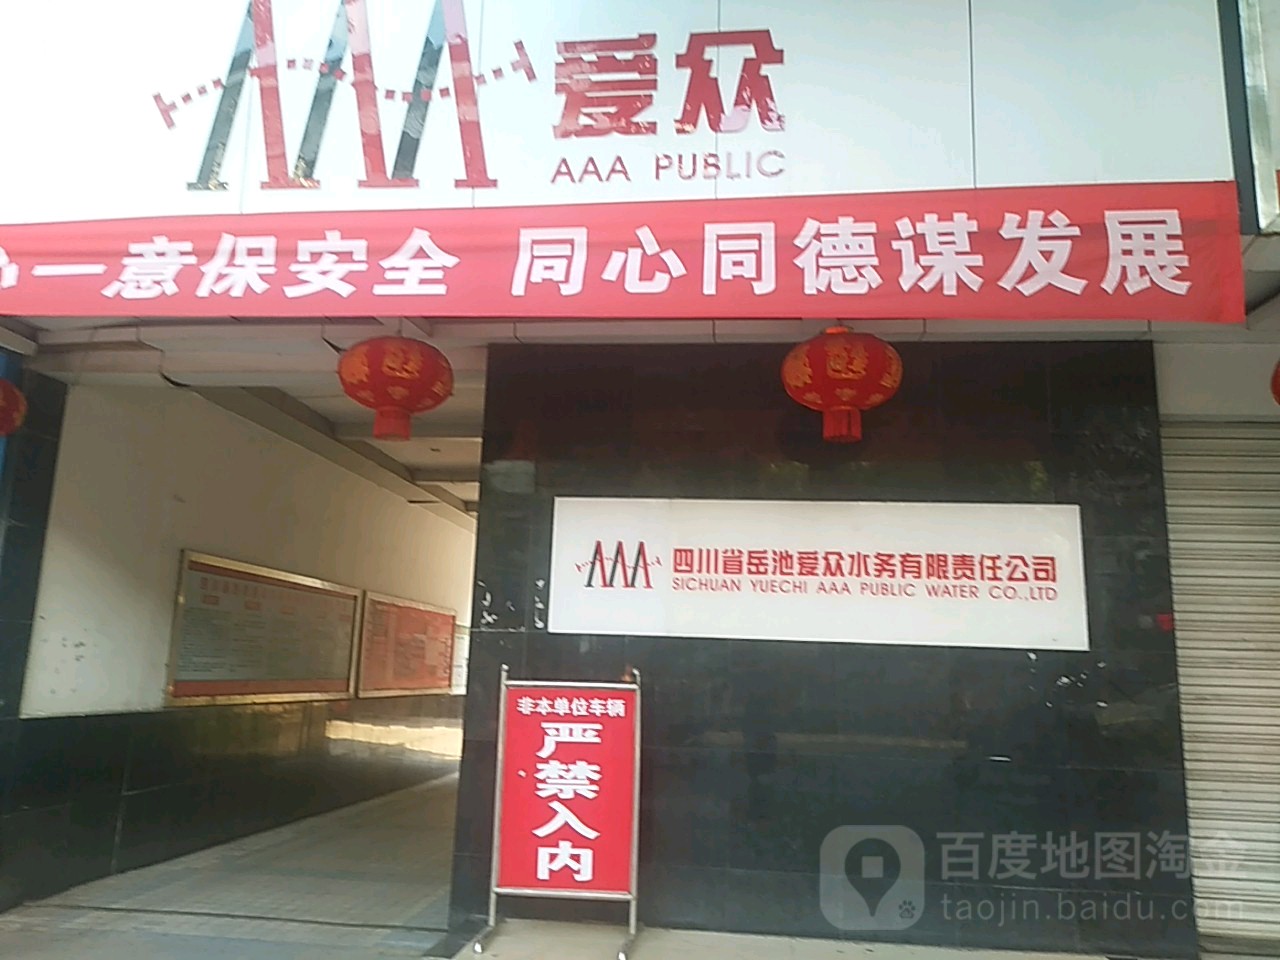 爱众
AAA PUBLIC
一意保安全 同心同德谋发展
四川省岳池爱众水务有限责任公司
SICHUAN YUECHI AAA PUBLIC WATER CO.,LTD
非本单位车辆
严禁入内
百度地图淘金
taojin.baidu.com